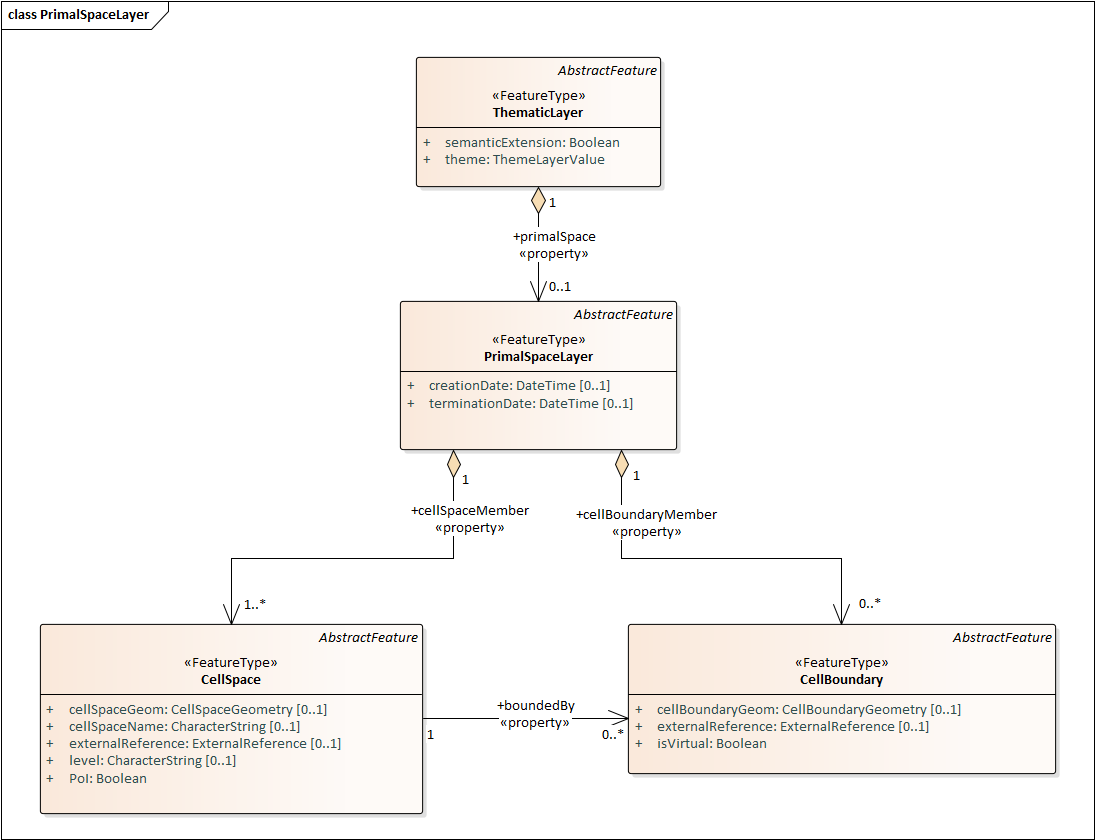 class PrimalSpaceLayer
AbstractFeature
«FeatureType»
ThematicLayer
+ semanticExtension: Boolean
+ theme: ThemeLayerValue
1
+primalSpace
«property»
0..1
AbstractFeature
«FeatureType»
PrimalSpaceLayer
+ creationDate: DateTime [0..1]
+ terminationDate: DateTime [0..1]
1
+cellSpaceMember
«property»
1..*
1
+cellBoundaryMember
«property»
0..*
AbstractFeature
«FeatureType»
CellSpace
+ cellSpaceGeom: CellSpaceGeometry [0..1]
+ cellSpaceName: CharacterString [0..1]
+ externalReference: ExternalReference [0..1]
+ level: CharacterString [0..1]
+ PoI: Boolean
+boundedBy
«property»
1
0..*
AbstractFeature
«FeatureType»
CellBoundary
+ cellBoundaryGeom: CellBoundaryGeometry [0..1]
+ externalReference: ExternalReference [0..1]
+ isVirtual: Boolean